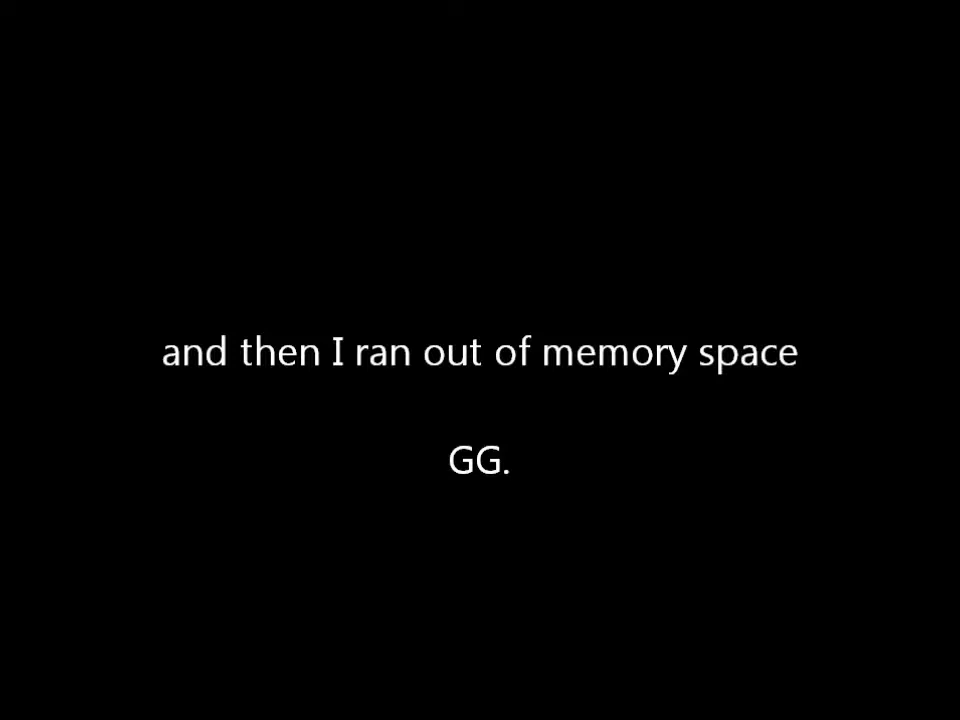 and then I ran out of memory space
GG.